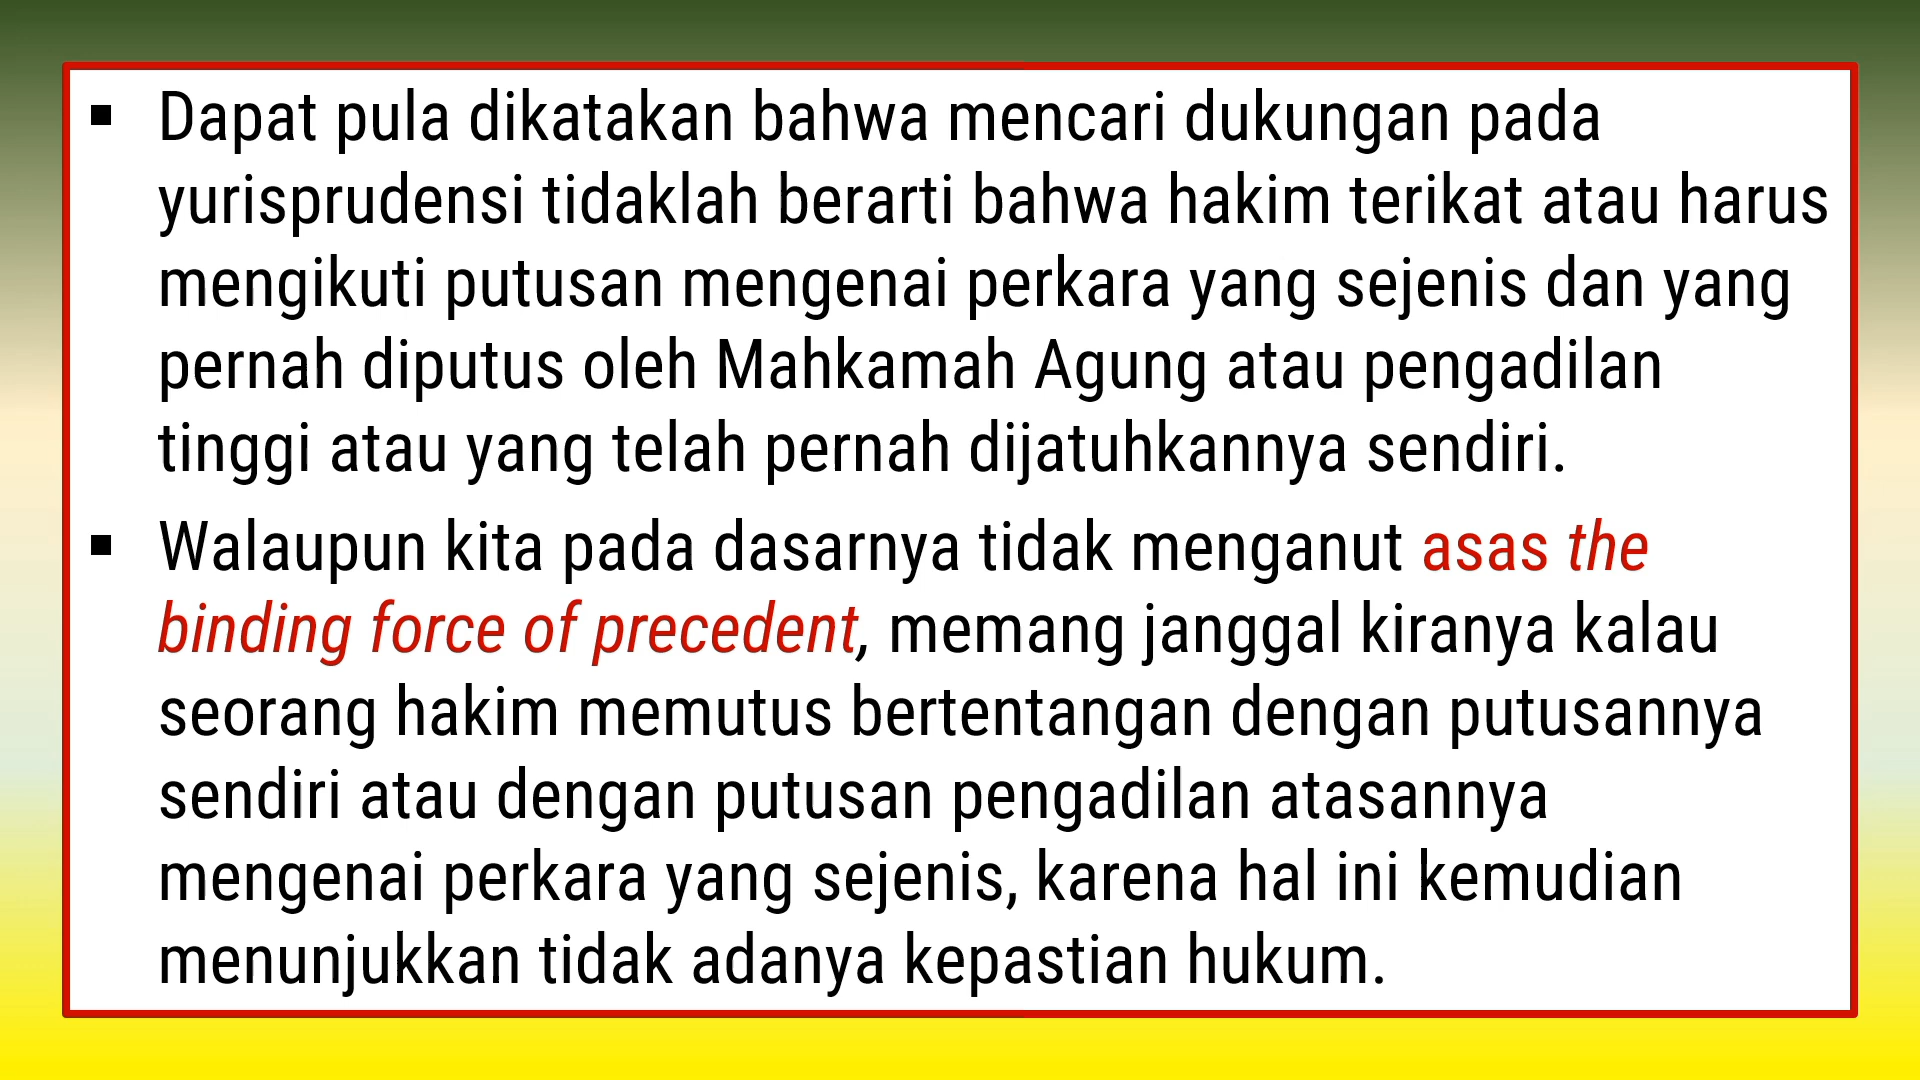 ▪ Dapat pula dikatakan bahwa mencari dukungan pada
yurisprudensi tidaklah berarti bahwa hakim terikat atau harus
mengikuti putusan mengenai perkara yang sejenis dan yang
pernah diputus oleh Mahkamah Agung atau pengadilan
tinggi atau yang telah pernah dijatuhkannya sendiri.
▪ Walaupun kita pada dasarnya tidak menganut asas the
binding force of precedent, memang janggal kiranya kalau
seorang hakim memutus bertentangan dengan putusannya
sendiri atau dengan putusan pengadilan atasannya
mengenai perkara yang sejenis, karena hal ini kemudian
menunjukkan tidak adanya kepastian hukum.